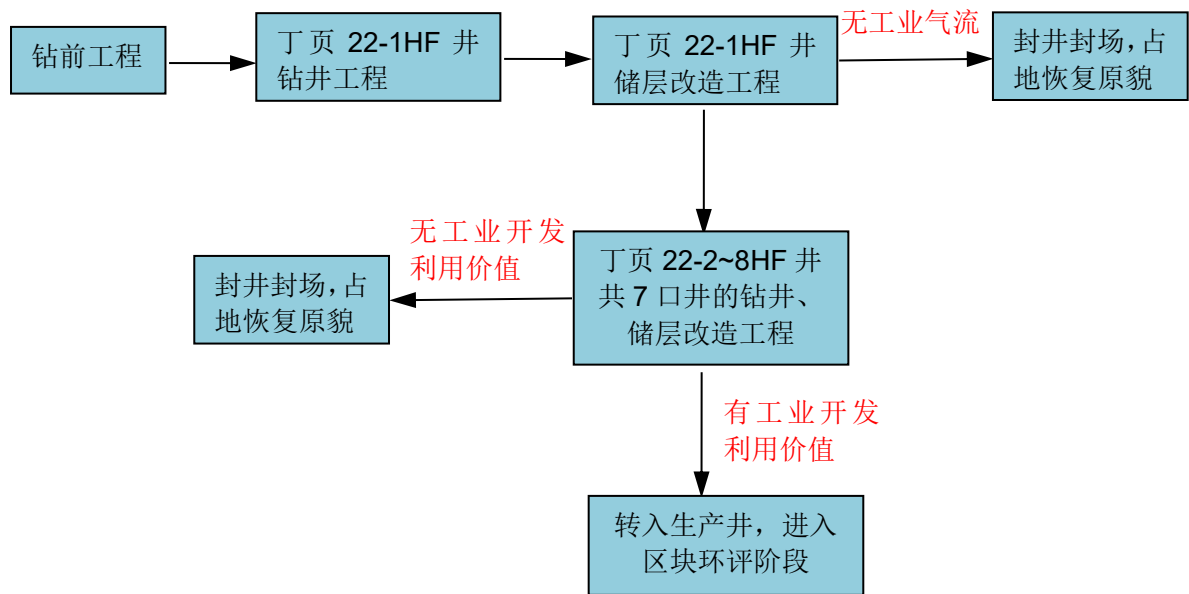 钻前工程
丁页 22-1HF 井
钻井工程
丁页 22-1HF 井
储层改造工程
无工业气流
封井封场，占
地恢复原貌
无工业开发
利用价值
封井封场，占
地恢复原貌
丁页 22-2~8HF 井
共 7 口井的钻井、
储层改造工程
有工业开发
利用价值
转入生产井，进入
区块环评阶段